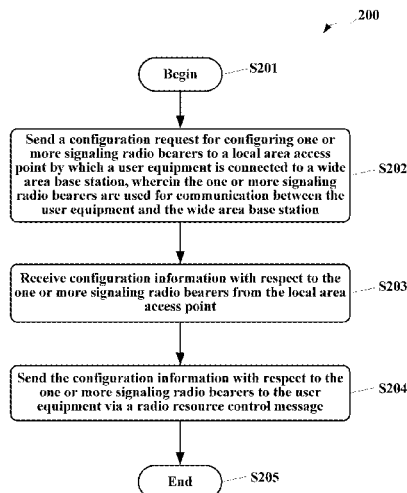 200
Begin
S201
Send a configuration request for configuring one or
more signaling radio bearers to a local area access
point by which a user equipment is connected to a wide
area base station, wherein the one or more signaling
radio bearers are used for communication between the
user equipment and the wide area base station
S202
Receive configuration information with respect to the
one or more signaling radio bearers from the local area
access point
S203
Send the configuration information with respect to the
one or more signaling radio bearers to the user
equipment via a radio resource control message
S204
End
S205